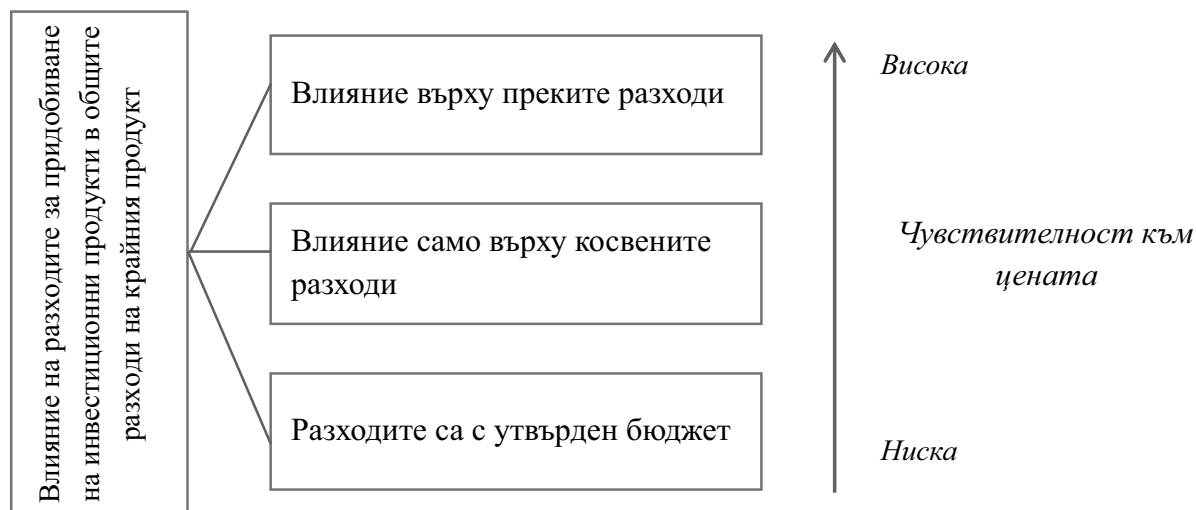 Влияние на разходите за придобиване
на инвестиционни продукти в общите
разходи на крайния продукт
Влияние върху преките разходи
Влияние само върху косвените
разходи
Разходите са с утвърден бюджет
Висока
Чувствителност към
цената
Ниска